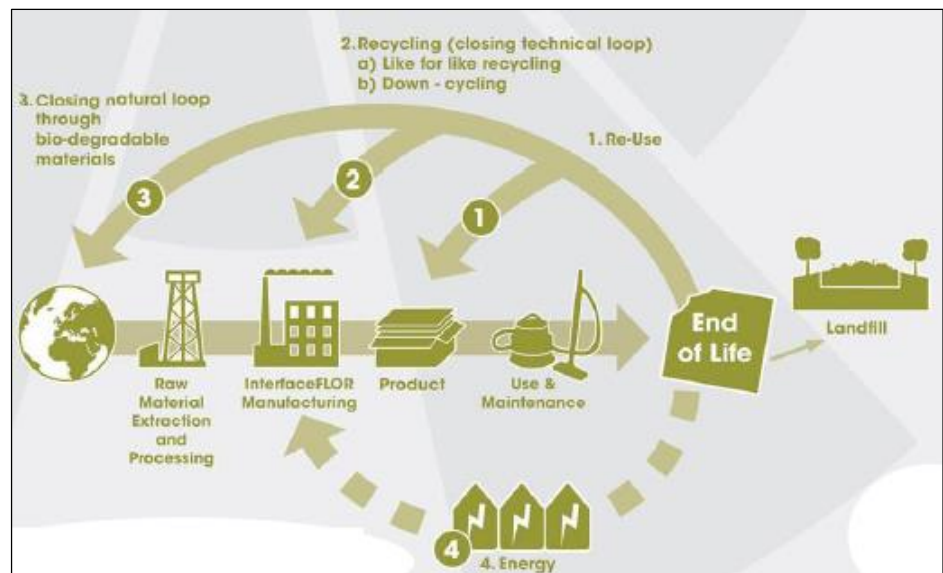 2. Recycling (closing technical loop)
a) Like for like recycling
b) Down - cycling
3. Closing natural loop
through
bio-degradable
materials
1. Re-Use
3
2
1
End
of Life
Landfill
Raw
Material
Extraction
and
Processing
InterfaceFLOR
Manufacturing
Product
Use &
Maintenance
4
4. Energy